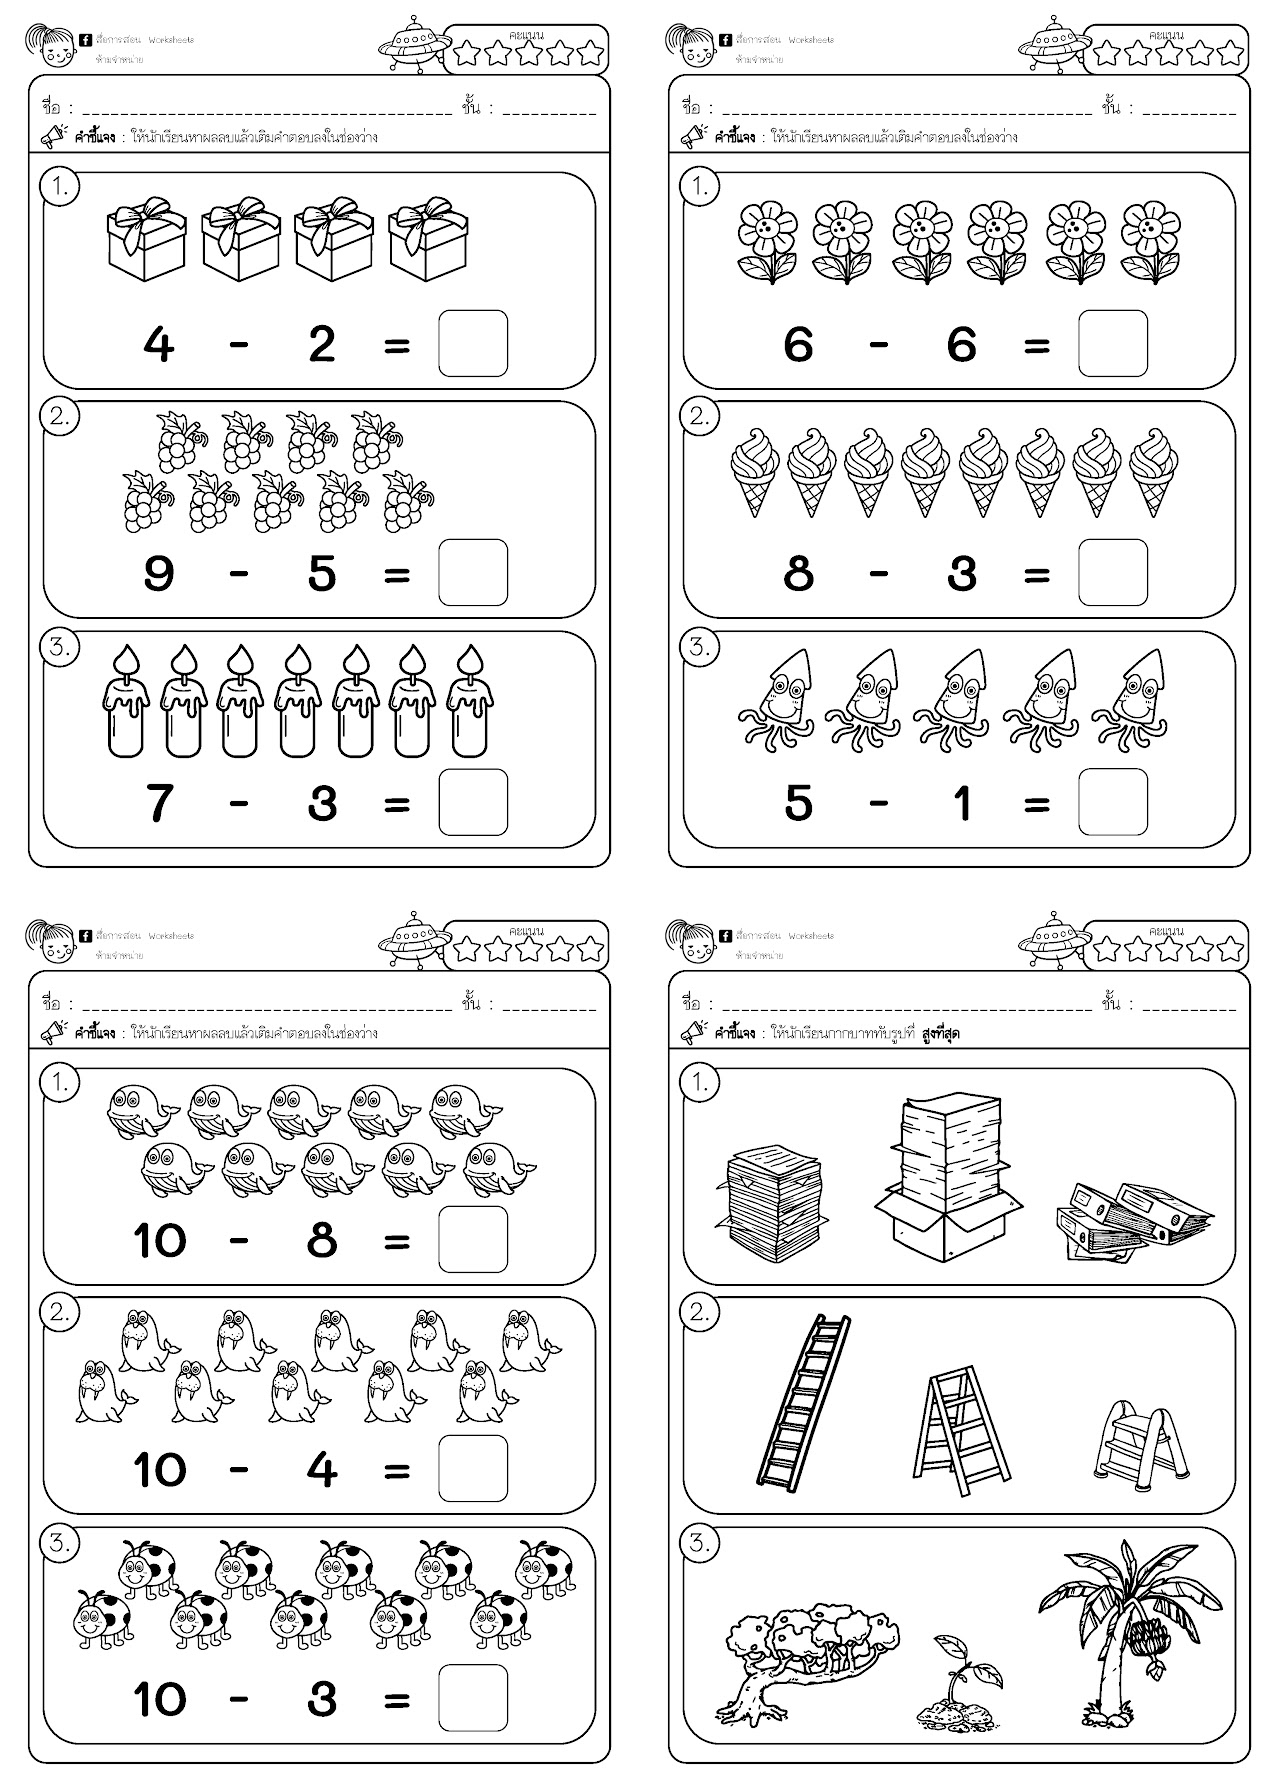 สื่อการสอน Worksheets
ห้ามจำหน่าย
คะแนน
ชื่อ : ชั้น :
คำชี้แจง : ให้นักเรียนหาผลลบแล้วเติมคำตอบลงในช่องว่าง
1.
4 - 2 =
2.
9 - 5 =
3.
7 - 3 =
สื่อการสอน Worksheets
ห้ามจำหน่าย
คะแนน
ชื่อ : ชั้น :
คำชี้แจง : ให้นักเรียนหาผลลบแล้วเติมคำตอบลงในช่องว่าง
1.
6 - 6 =
2.
8 - 3 =
3.
5 - 1 =
สื่อการสอน Worksheets
ห้ามจำหน่าย
คะแนน
ชื่อ : ชั้น :
คำชี้แจง : ให้นักเรียนหาผลลบแล้วเติมคำตอบลงในช่องว่าง
1.
10 - 8 =
2.
10 - 4 =
3.
10 - 3 =
สื่อการสอน Worksheets
ห้ามจำหน่าย
คะแนน
ชื่อ : ชั้น :
คำชี้แจง : ให้นักเรียนกากบาททับรูปที่ สูงที่สุด
1.
2.
3.